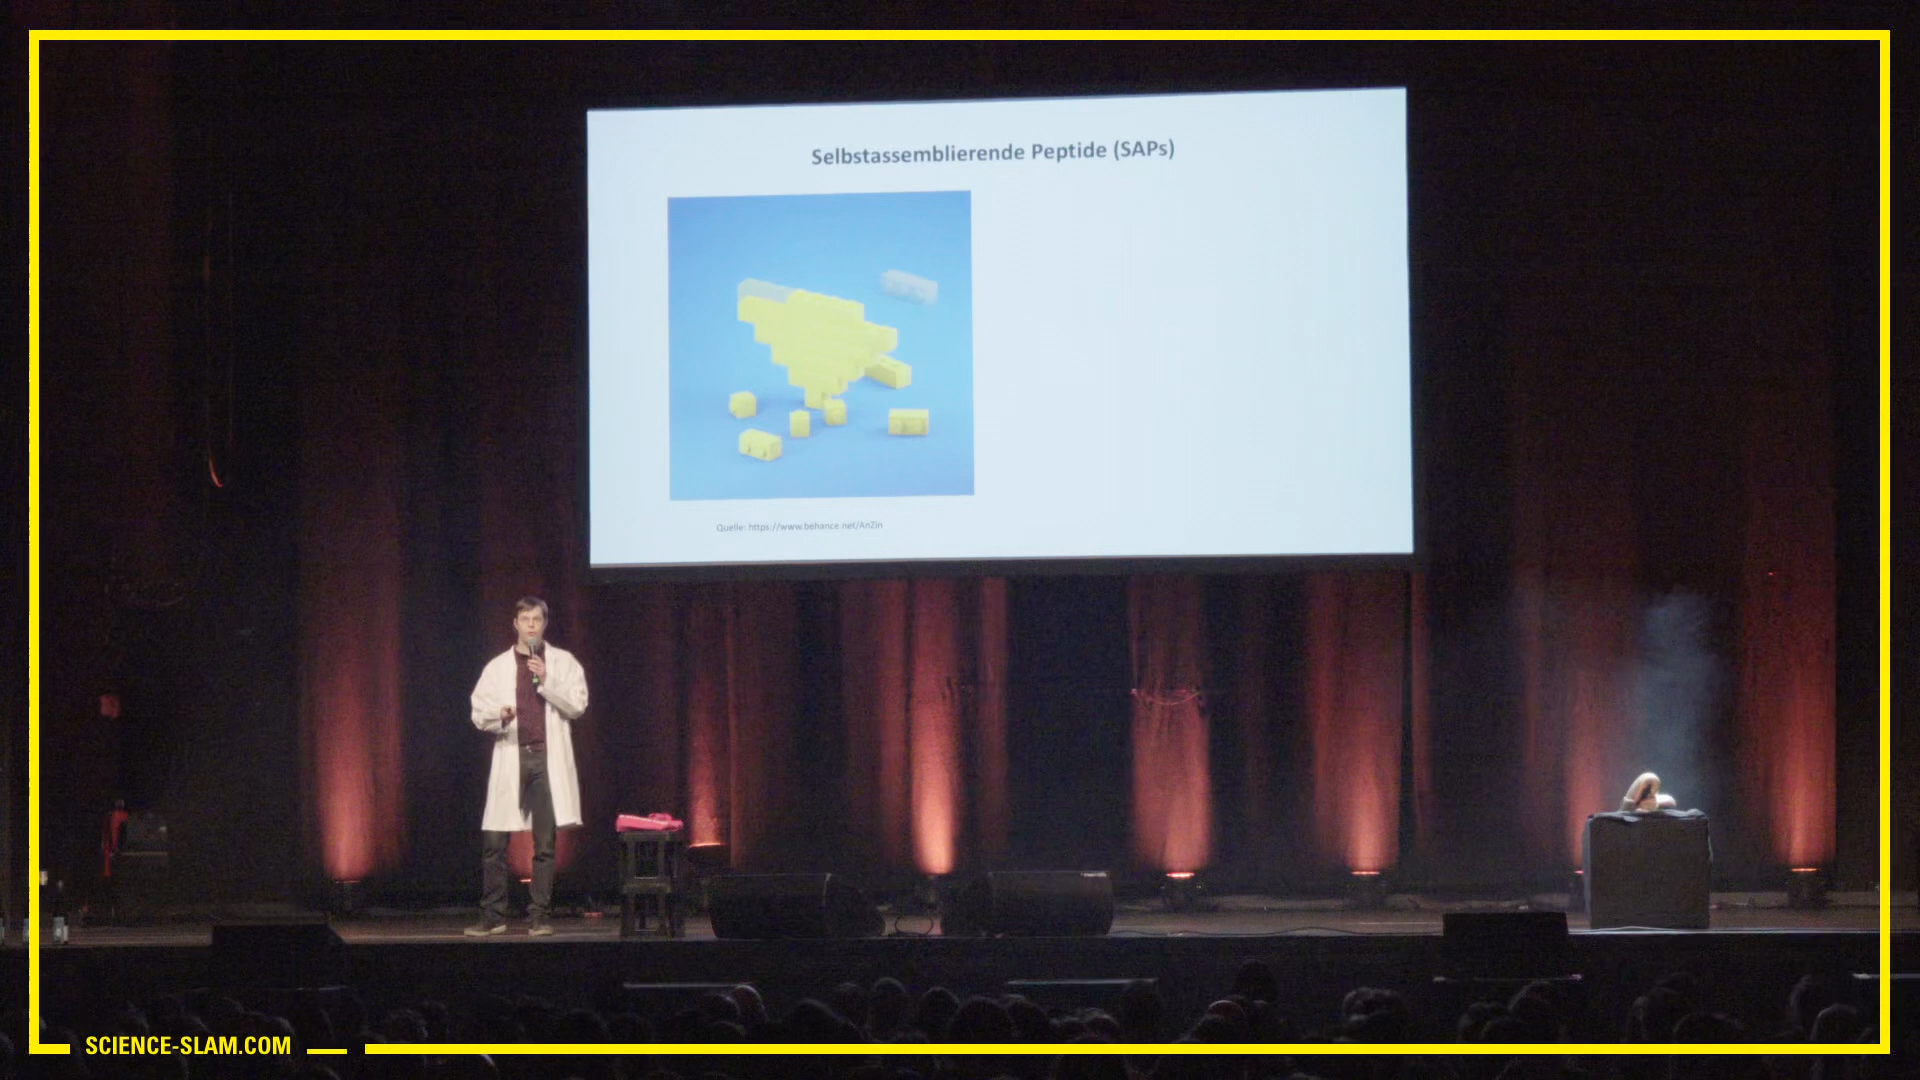 Selbstassemblierende Peptide (SAPs)
Quelle: https://www.behance.net/AnZin
SCIENCE-SLAM.COM